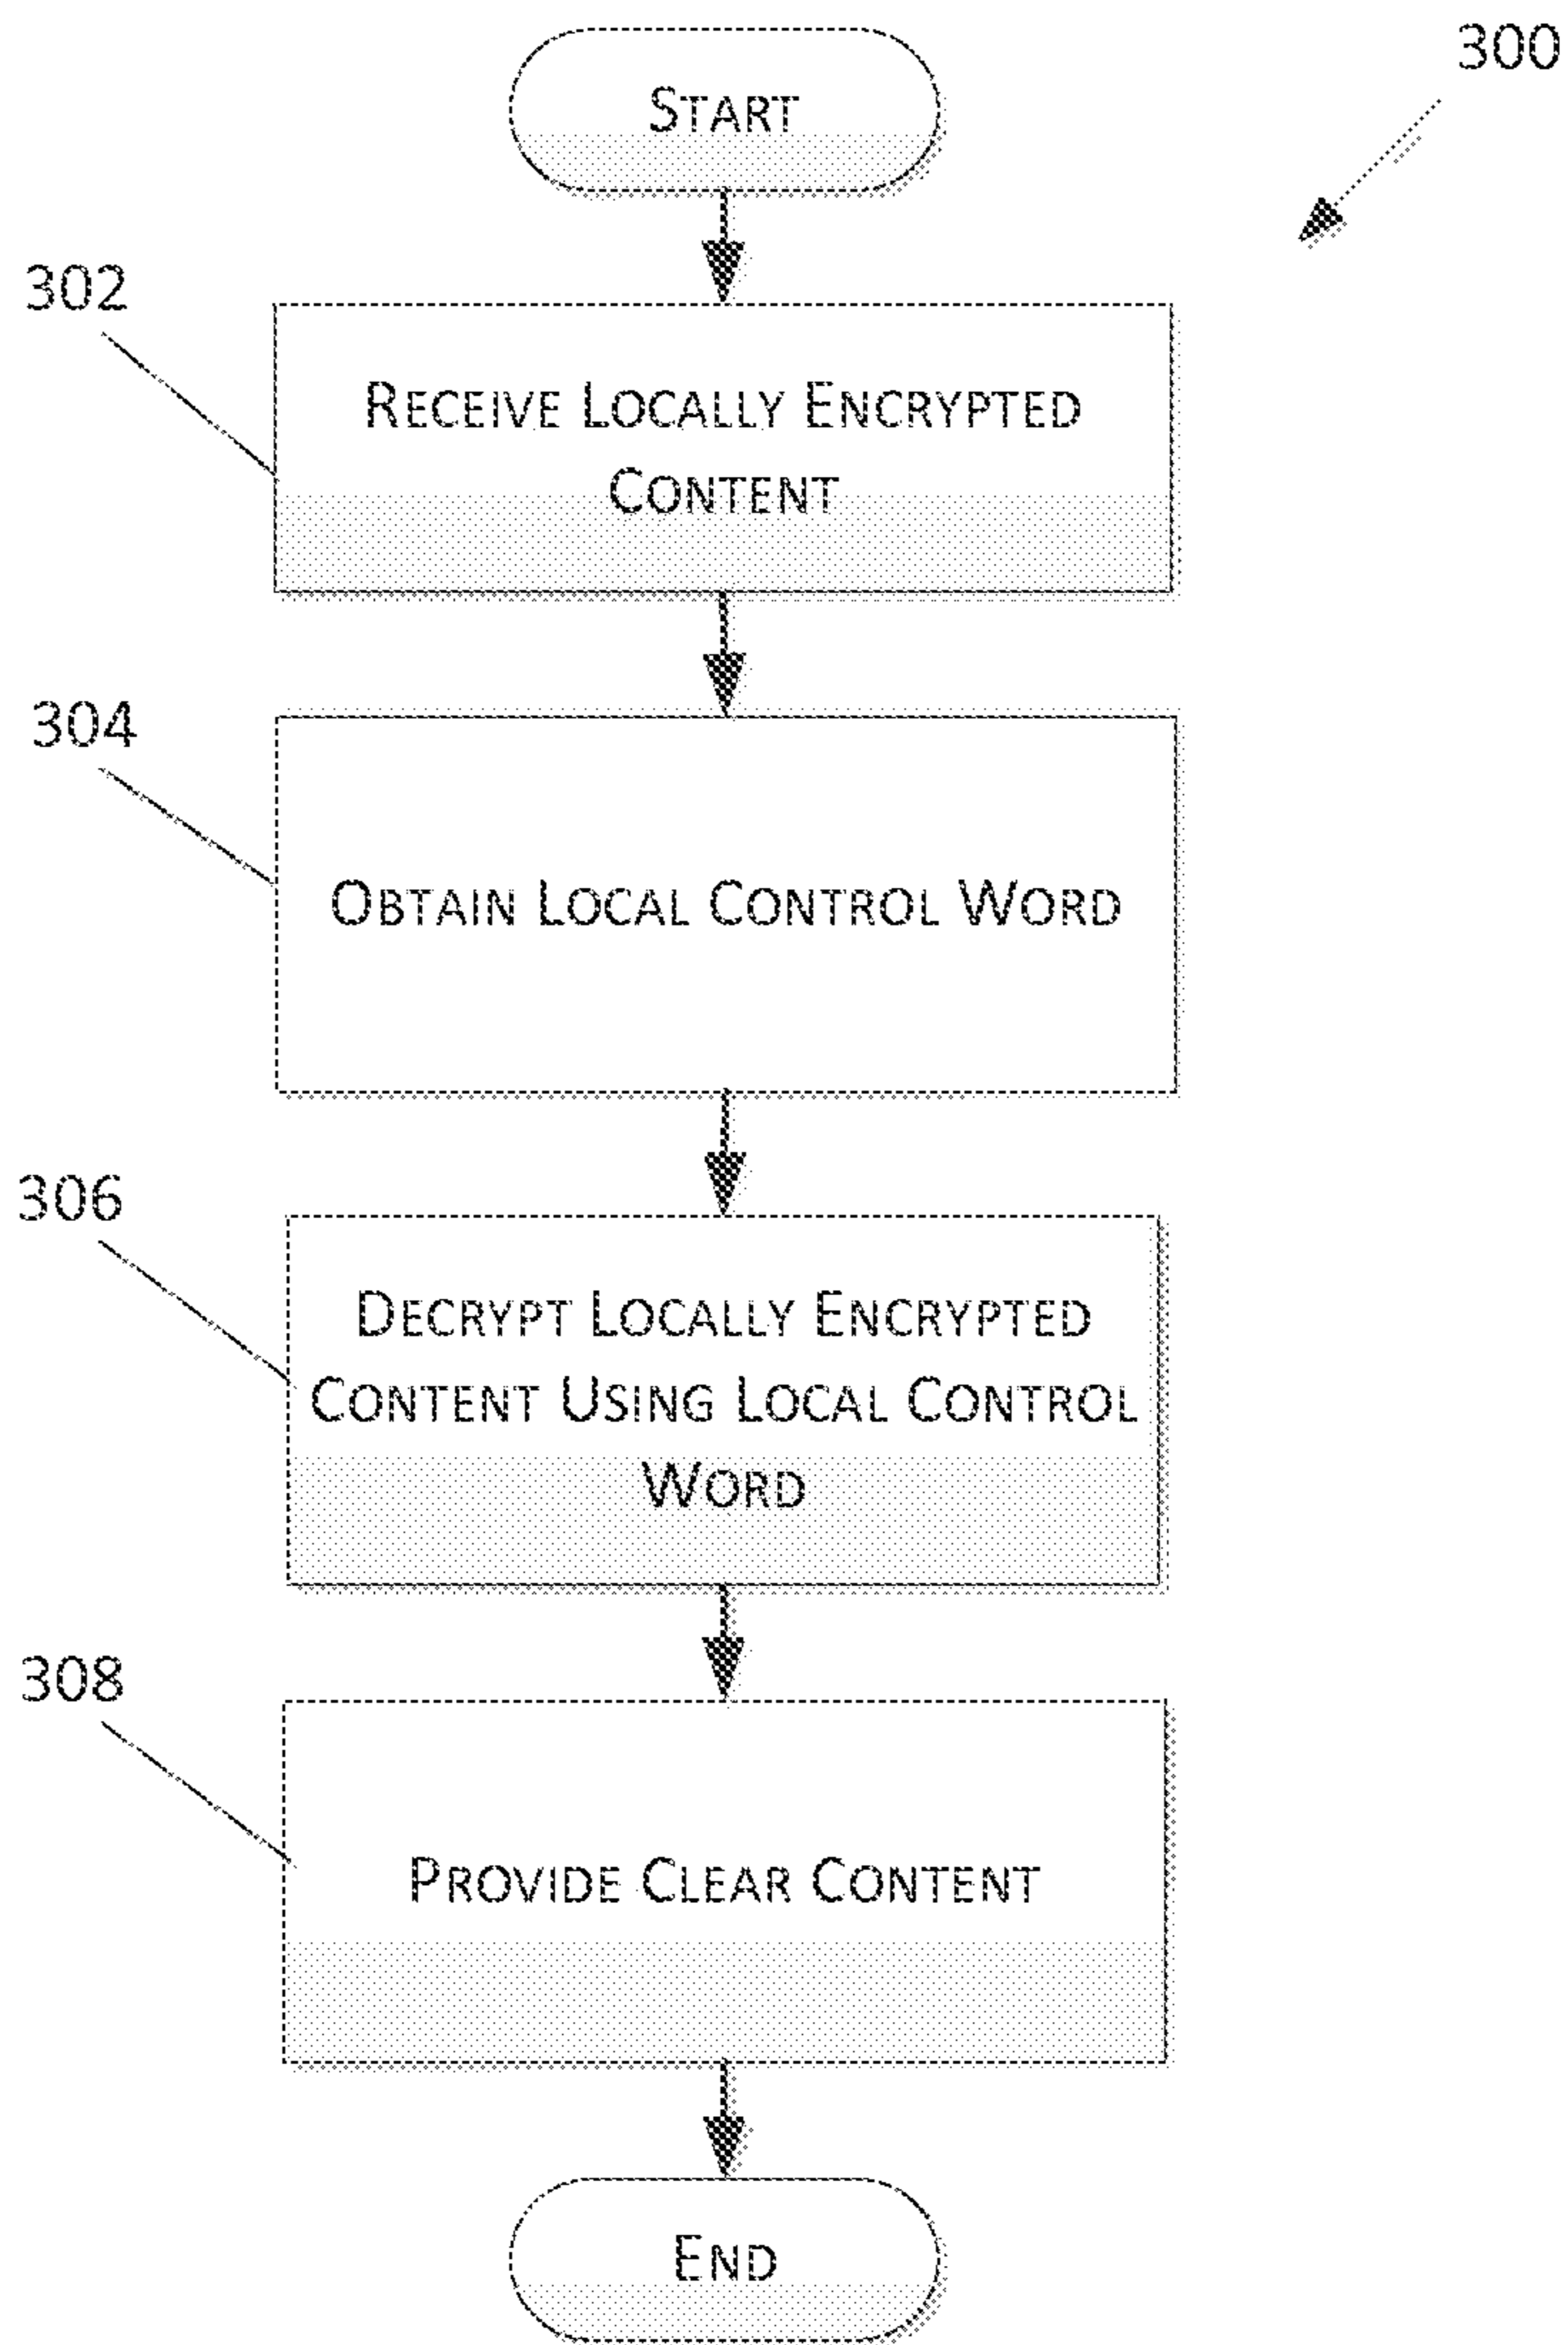 300
START
302
RECEIVE LOCALLY ENCRYPTED
CONTENT
304
OBTAIN LOCAL CONTROL WORD
306
DECRYPT LOCALLY ENCRYPTED
CONTENT USING LOCAL CONTROL
WORD
308
PROVIDE CLEAR CONTENT
END